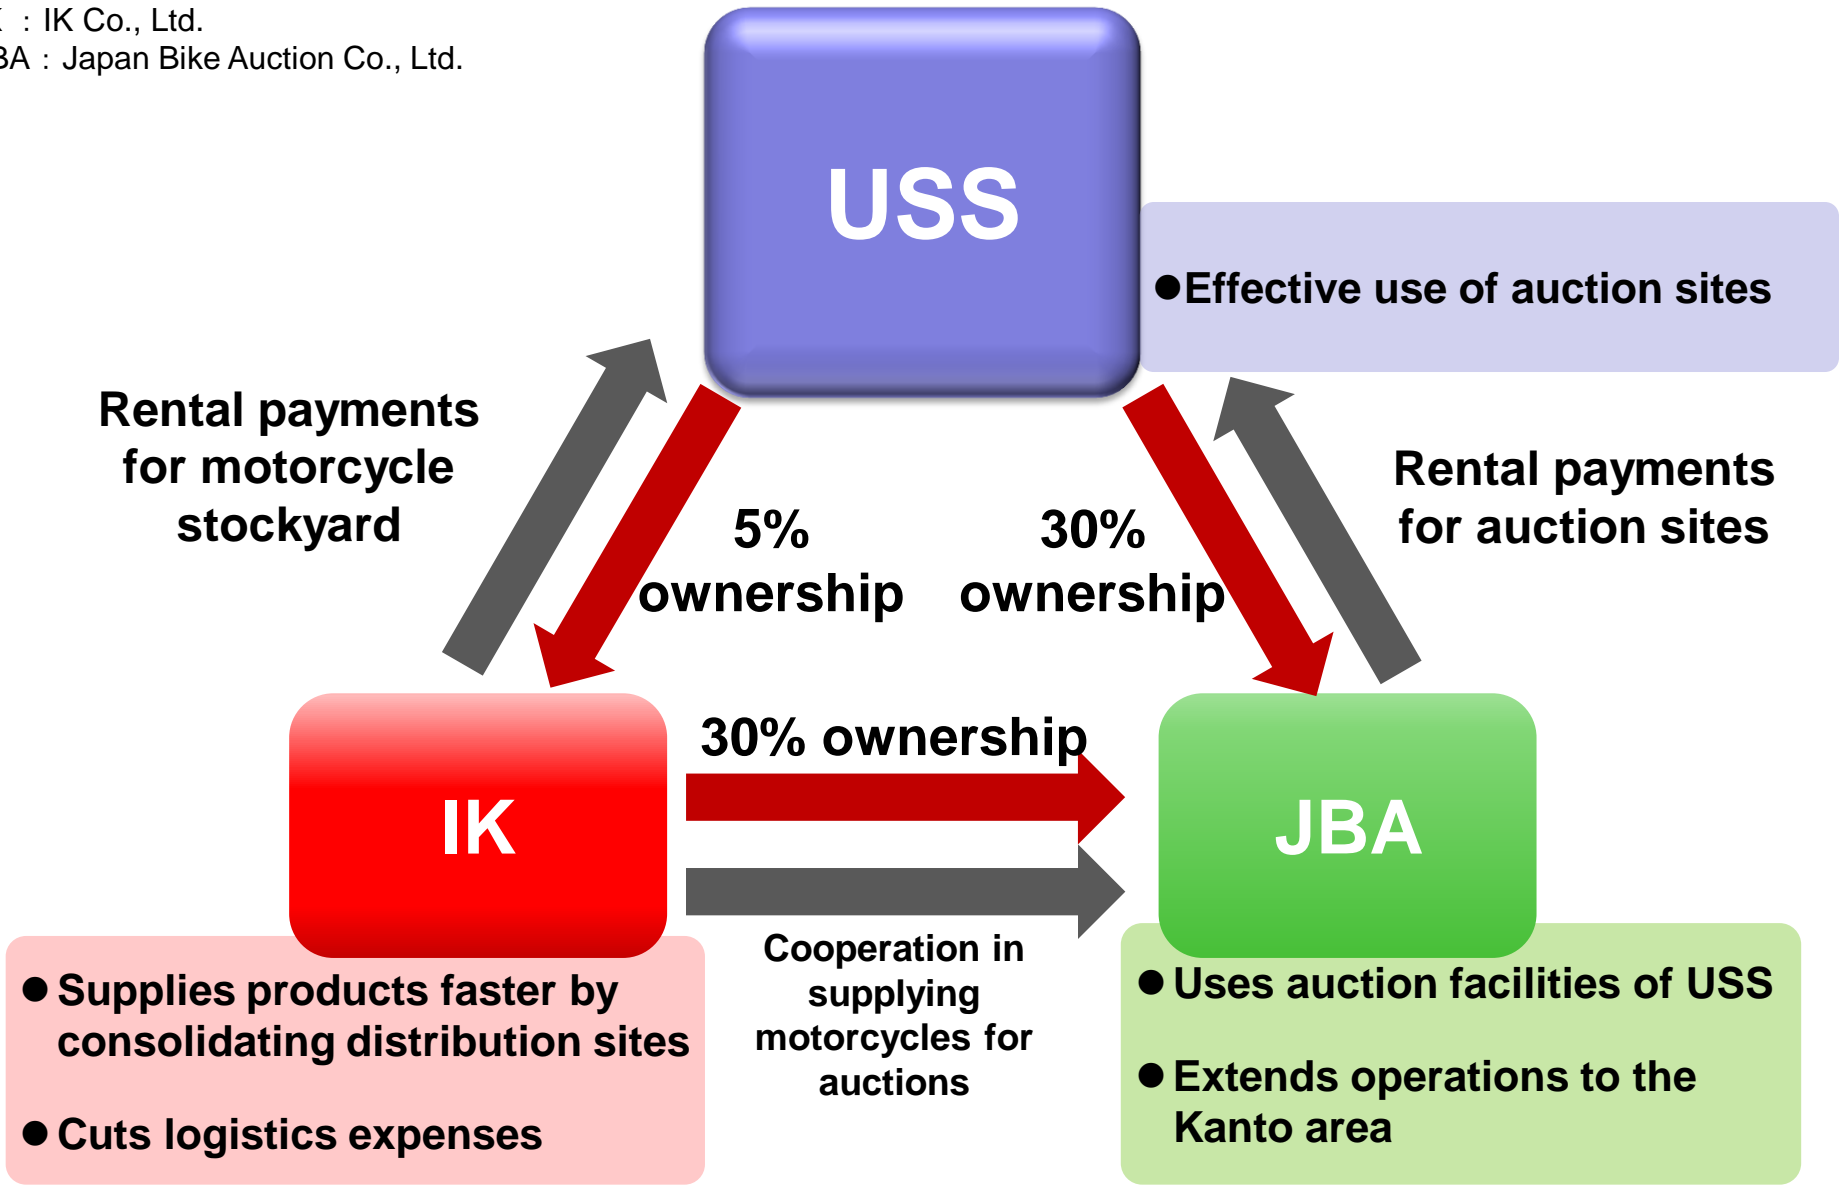 : IK Co., Ltd.
BA : Japan Bike Auction Co., Ltd.
USS
●Effective use of auction sites
Rental payments
for motorcycle
stockyard
Rental payments
for auction sites
5%
ownership
30%
ownership
30% ownership
IK
JBA
Cooperation in
supplying
motorcycles for
auctions
● Supplies products faster by
consolidating distribution sites
● Cuts logistics expenses
● Uses auction facilities of USS
● Extends operations to the
Kanto area